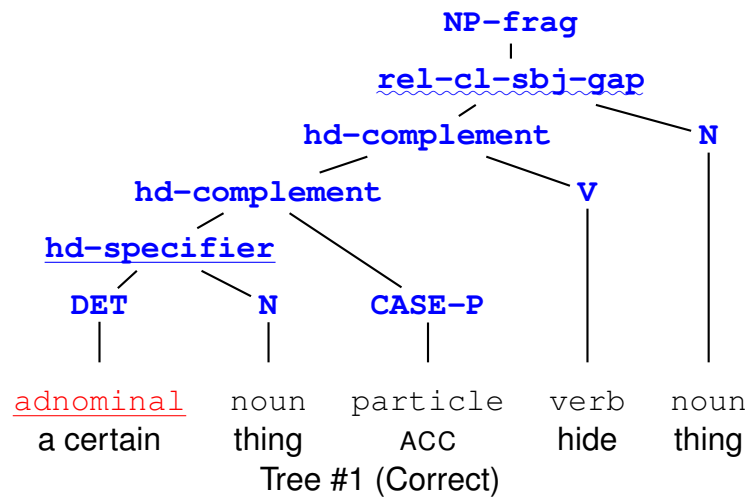 NP-frag
rel-cl-sbj-gap
hd-complement N
hd-complement V
hd-specifier
DET N CASE-P
adnominal noun particle verb noun
a certain thing ACC hide thing
Tree #1 (Correct)